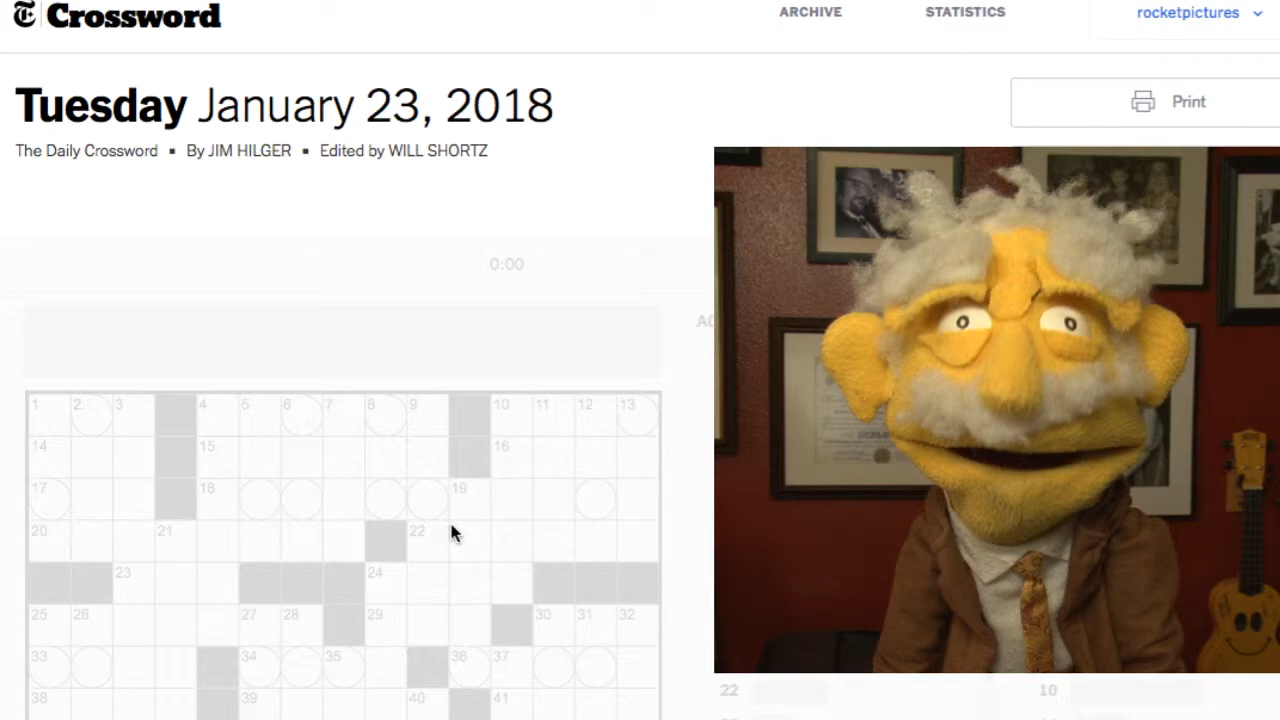 T Crossword
ARCHIVE
STATISTICS
rocketpictures
Tuesday January 23, 2018
Print
The Daily Crossword ▪ By JIM HILGER ▪ Edited by WILL SHORTZ
0:00
AC
1 2 3 4 5 6 7 8 9 10 11 12 13
14 15 16
17 18 19
20 21 22
23 24
25 26 27 28 29 30 31 32
33 34 35 36 37
38 39 40 41
22
10